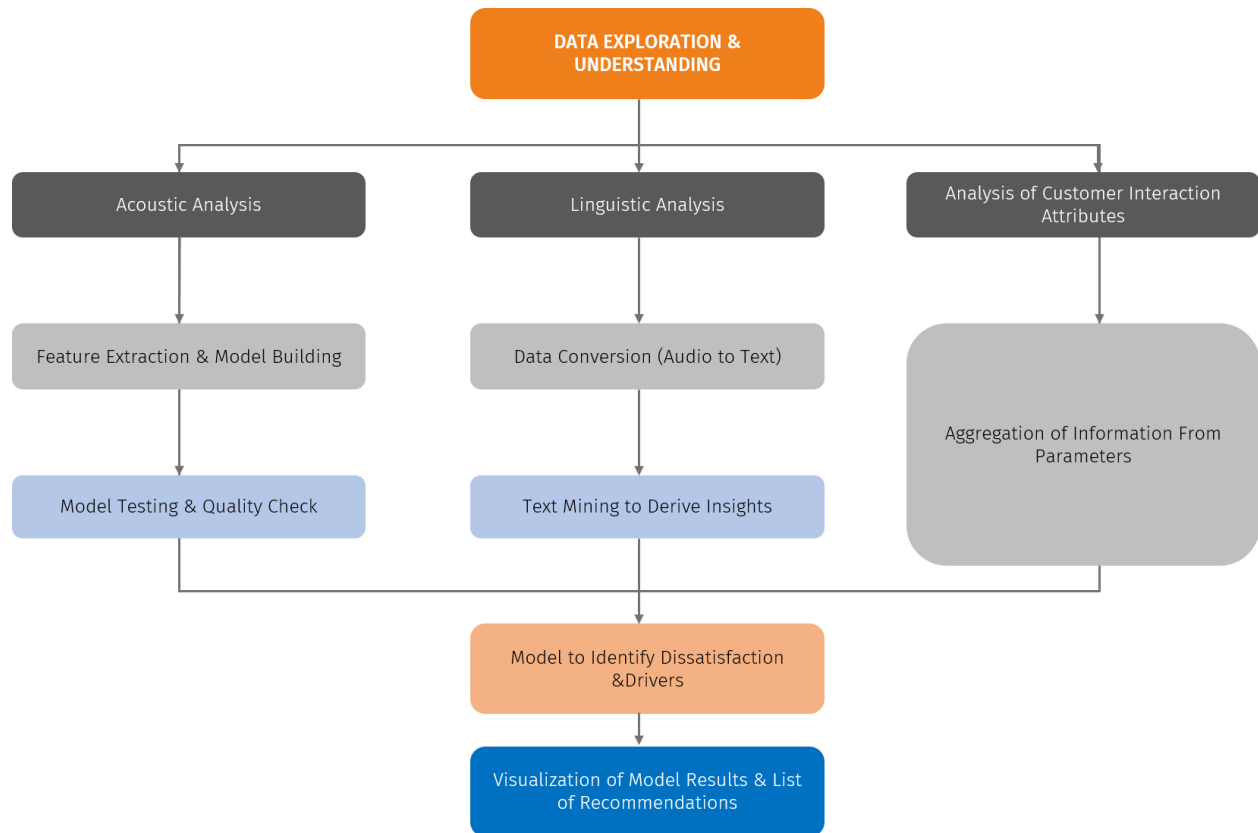 DATA EXPLORATION &
UNDERSTANDING
Acoustic Analysis
Linguistic Analysis
Analysis of Customer Interaction
Attributes
Feature Extraction & Model Building
Data Conversion (Audio to Text)
Aggregation of Information From
Parameters
Model Testing & Quality Check
Text Mining to Derive Insights
Model to Identify Dissatisfaction
&Drivers
Visualization of Model Results & List
of Recommendations